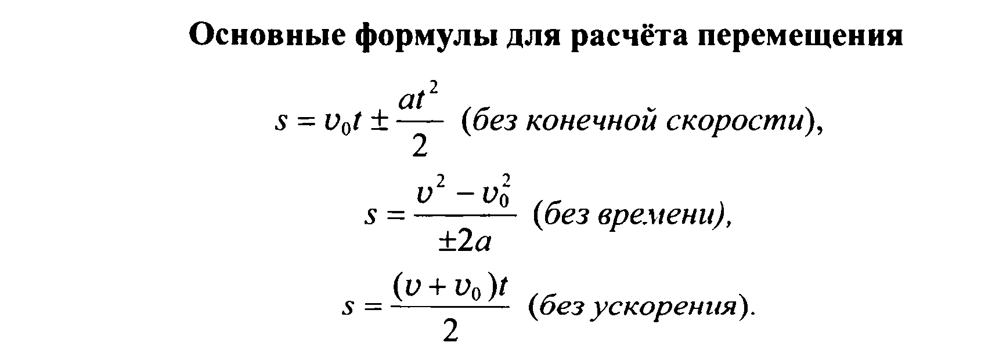 Основные формулы для расчёта перемещения
s = υ₀t ± at²/2 (без конечной скорости),
s = (υ² − υ₀²)/(±2a) (без времени),
s = (υ + υ₀)t/2 (без ускорения).